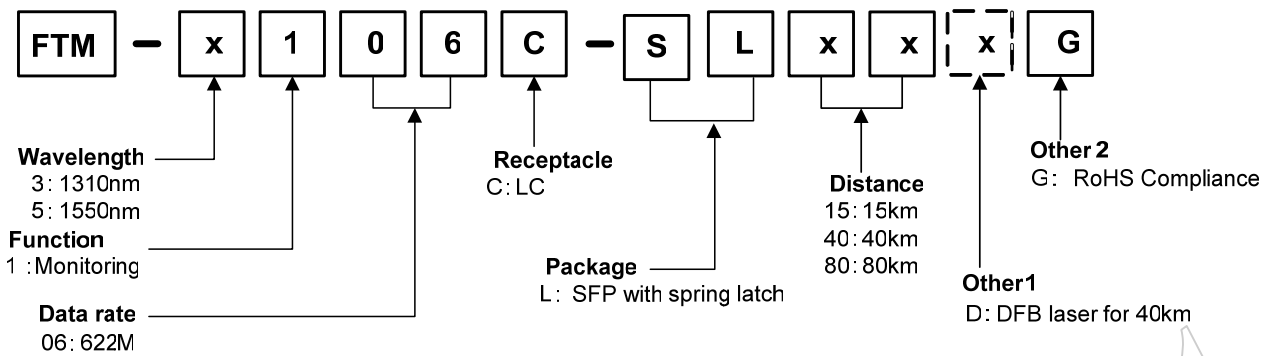 FTM – x 1 0 6 C – S L x x x G
Wavelength
3: 1310nm
5: 1550nm
Function
1 :Monitoring
Data rate
06: 622M
Receptacle
C: LC
Package
L: SFP with spring latch
Distance
15: 15km
40: 40km
80: 80km
Other1
D: DFB laser for 40km
Other 2
G: RoHS Compliance